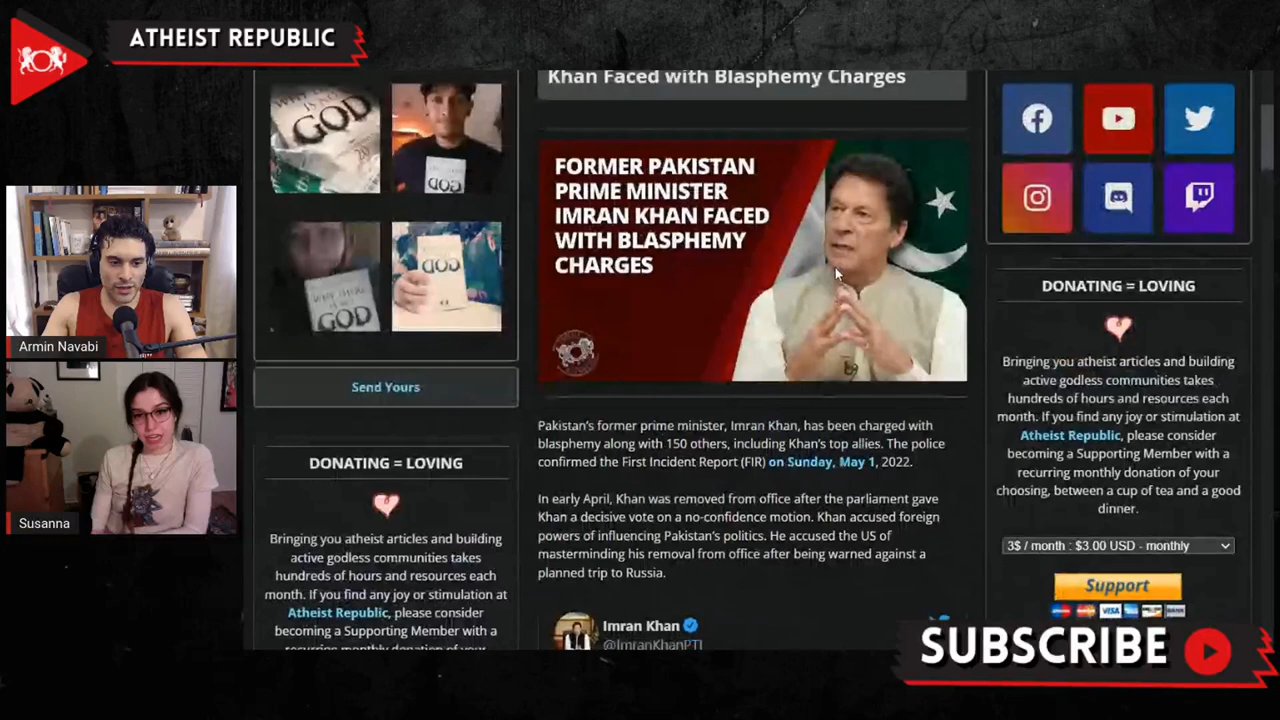 ATHEIST REPUBLIC
Armin Navabi
Susanna
GOD
GOD
GOD
GOD
Send Yours
DONATING = LOVING
Bringing you atheist articles and building
active godless communities takes
hundreds of hours and resources each
month. If you find any joy or stimulation at
Atheist Republic, please consider
becoming a Supporting Member with a
recurring monthly donation of your
Khan Faced with Blasphemy Charges
FORMER PAKISTAN
PRIME MINISTER
IMRAN KHAN FACED
WITH BLASPHEMY
CHARGES
Pakistan's former prime minister, Imran Khan, has been charged with
blasphemy along with 150 others, including Khan's top allies. The police
confirmed the First Incident Report (FIR) on Sunday, May 1, 2022.
In early April, Khan was removed from office after the parliament gave
Khan a decisive vote on a no-confidence motion. Khan accused foreign
powers of influencing Pakistan's politics. He accused the US of
masterminding his removal from office after being warned against a
planned trip to Russia.
Imran Khan
@ImranKhanPTI
DONATING = LOVING
Bringing you atheist articles and building
active godless communities takes
hundreds of hours and resources each
month. If you find any joy or stimulation at
Atheist Republic, please consider
becoming a Supporting Member with a
recurring monthly donation of your
choosing, between a cup of tea and a good
dinner.
3$ / month : $3.00 USD - monthly
Support
VISA
SUBSCRIBE